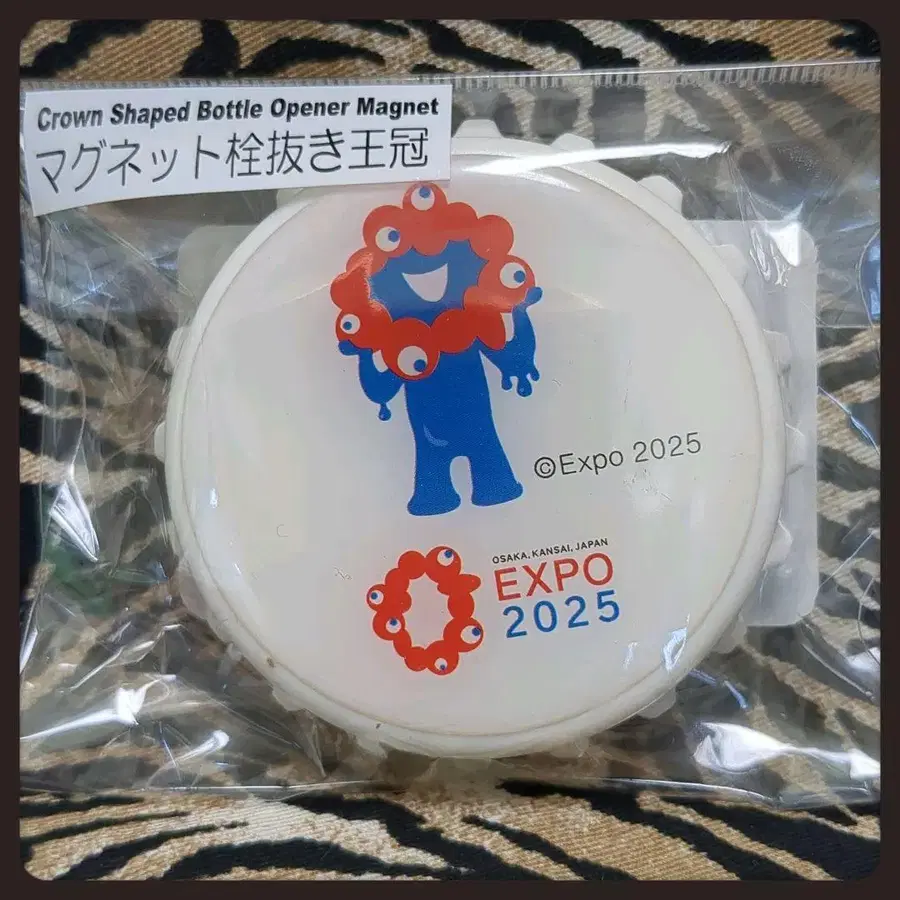 Crown Shaped Bottle Opener Magnet
マグネット栓抜き王冠
©Expo 2025
OSAKA, KANSAI, JAPAN
EXPO
2025